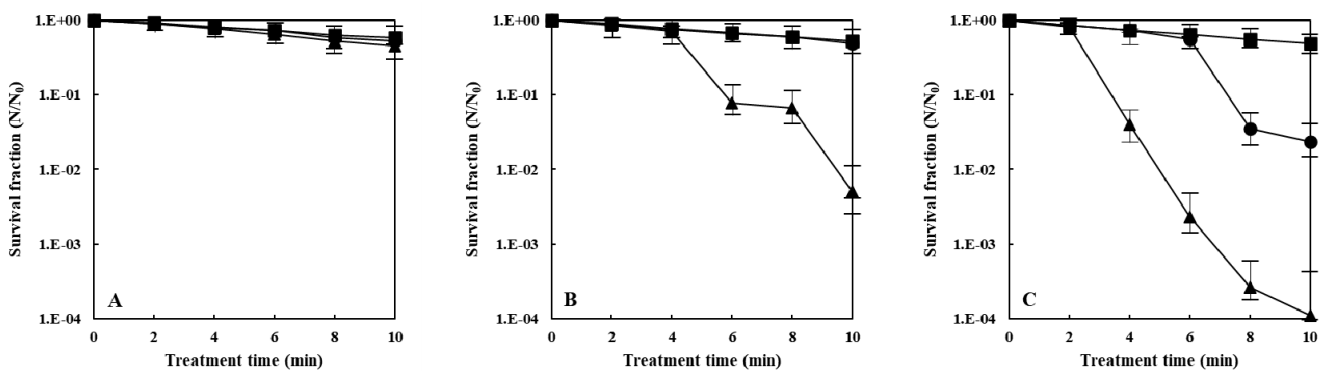 1.E+00
1.E-01
1.E-02
1.E-03
1.E-04
Survival fraction (N/N0)
A
0 2 4 6 8 10
Treatment time (min)
1.E+00
1.E-01
1.E-02
1.E-03
1.E-04
Survival fraction (N/N0)
B
0 2 4 6 8 10
Treatment time (min)
1.E+00
1.E-01
1.E-02
1.E-03
1.E-04
Survival fraction (N/N0)
C
0 2 4 6 8 10
Treatment time (min)